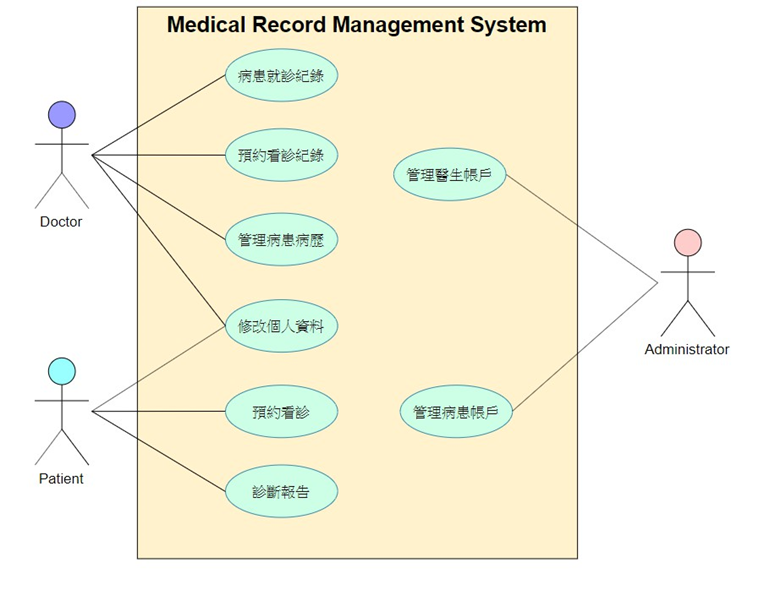 Medical Record Management System
病患就診紀錄
預約看診紀錄
管理醫生帳戶
Doctor
管理病患病歷
修改個人資料
Administrator
預約看診
管理病患帳戶
Patient
診斷報告